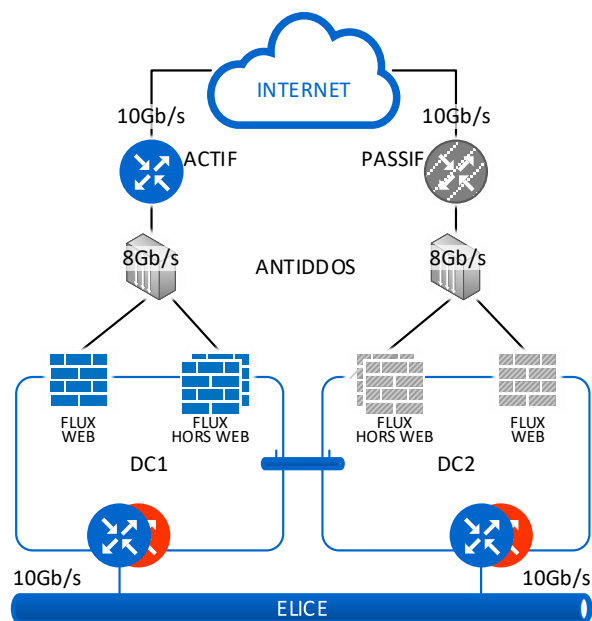 INTERNET
10Gb/s
10Gb/s
ACTIF
PASSIF
8Gb/s
ANTIDDOS
8Gb/s
FLUX
WEB
FLUX
HORS WEB
FLUX
HORS WEB
FLUX
WEB
DC1
DC2
10Gb/s
10Gb/s
ELICE